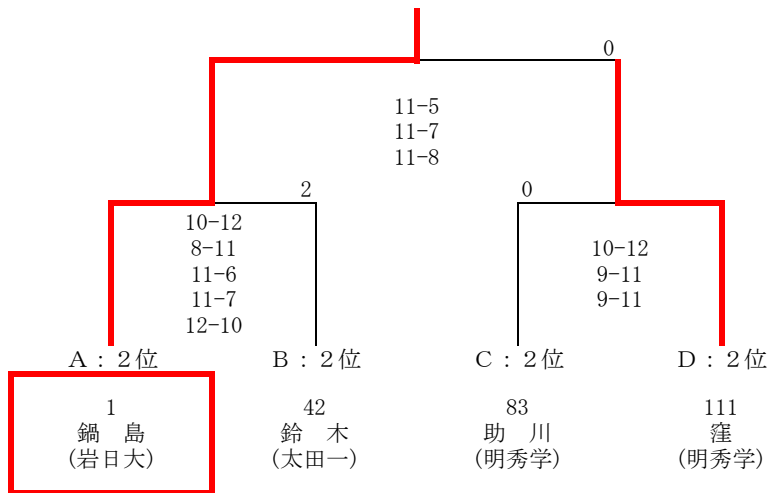 0
11-5
11-7
11-8
2
0
10-12
8-11
11-6
11-7
12-10
10-12
9-11
9-11
A：２位
B：２位
C：２位
D：２位
1
42
83
111
鍋　島
鈴　木
助　川
窪
(岩日大)
(太田一)
(明秀学)
(明秀学)